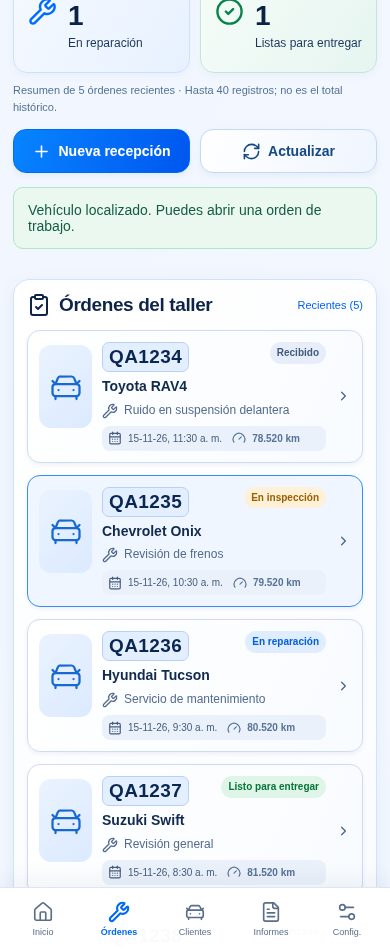 1
En reparación
1
Listas para entregar
Resumen de 5 órdenes recientes · Hasta 40 registros; no es el total
histórico.
Nueva recepción
Actualizar
Vehículo localizado. Puedes abrir una orden de
trabajo.
Órdenes del taller
Recientes (5)
QA1234
Recibido
Toyota RAV4
Ruido en suspensión delantera
15-11-26, 11:30 a. m. 78.520 km
QA1235
En inspección
Chevrolet Onix
Revisión de frenos
15-11-26, 10:30 a. m. 79.520 km
QA1236
En reparación
Hyundai Tucson
Servicio de mantenimiento
15-11-26, 9:30 a. m. 80.520 km
QA1237
Listo para entregar
Suzuki Swift
Revisión general
15-11-26, 8:30 a. m. 81.520 km
Inicio
Órdenes
Clientes
Informes
Config.